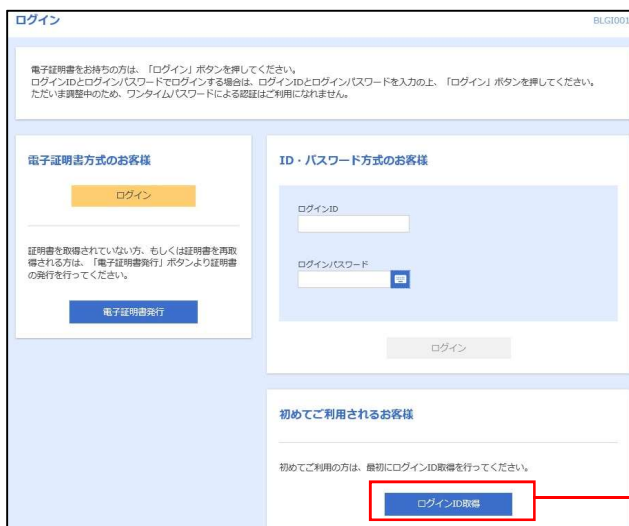 ログイン
BLGI001
電子証明書をお持ちの方は、「ログイン」ボタンを押してください。
ログインIDとログインパスワードでログインする場合は、ログインIDとログインパスワードを入力の上、「ログイン」ボタンを押してください。
ただいま調整中のため、ワンタイムパスワードによる認証はご利用になれません。
電子証明書方式のお客様
ログイン
証明書を取得されていない方、もしくは証明書を再取
得される方は、「電子証明書発行」ボタンより証明書
の発行を行ってください。
電子証明書発行
ID・パスワード方式のお客様
ログインID
ログインパスワード
ログイン
初めてご利用されるお客様
初めてご利用の方は、最初にログインID取得を行ってください。
ログインID取得